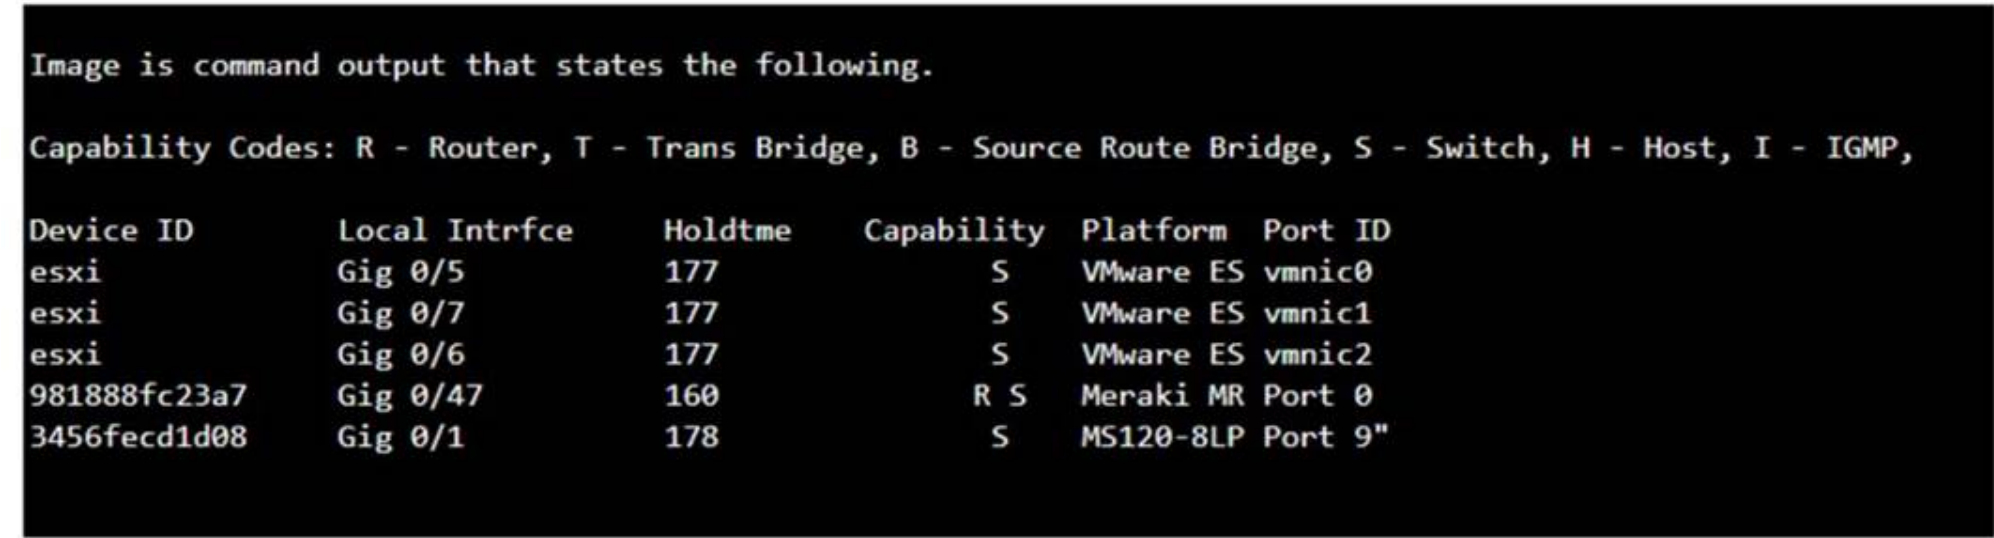 Image is command output that states the following.
Capability Codes: R - Router, T - Trans Bridge, B - Source Route Bridge, S - Switch, H - Host, I - IGMP,
Device ID Local Intrfce Holdtme Capability Platform Port ID
esxi Gig 0/5 177 S VMware ES vmnic0
esxi Gig 0/7 177 S VMware ES vmnic1
esxi Gig 0/6 177 S VMware ES vmnic2
981888fc23a7 Gig 0/47 160 R S Meraki MR Port 0
3456fecd1d08 Gig 0/1 178 S MS120-8LP Port 9"